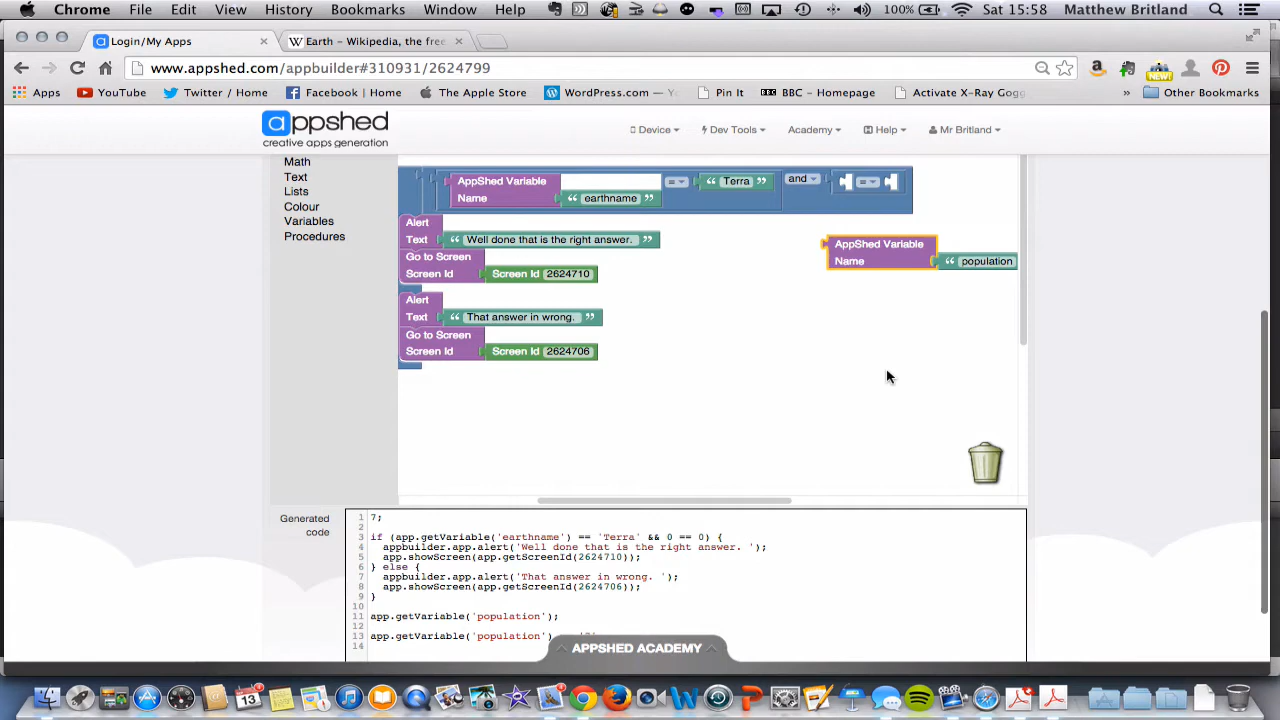 Chrome File Edit View History Bookmarks Window Help 100% Sat 15:58 Matthew Britland
Login/My Apps Earth – Wikipedia, the free
www.appshed.com/appbuilder#310931/2624799
Apps YouTube Twitter / Home Facebook | Home The Apple Store WordPress.com — Pin It BBC - Homepage Activate X-Ray Gogg » Other Bookmarks
NEW!
appshed
creative apps generation
Device Dev Tools Academy Help Mr Britland
Math
Text
Lists
Colour
Variables
Procedures
AppShed Variable = “ Terra ” and =
Name “ earthname ”
Alert
Text “ Well done that is the right answer. ”
Go to Screen
Screen Id Screen Id 2624710
Alert
Text “ That answer in wrong. ”
Go to Screen
Screen Id Screen Id 2624706
AppShed Variable
Name “ population
Generated
code
1 7;
2
3 if (app.getVariable('earthname') == 'Terra' && 0 == 0) {
4 appbuilder.app.alert('Well done that is the right answer. ');
5 app.showScreen(app.getScreenId(2624710));
6 } else {
7 appbuilder.app.alert('That answer in wrong. ');
8 app.showScreen(app.getScreenId(2624706));
9 }
10
11 app.getVariable('population');
12
13 app.getVariable('population')
14
APPSHED ACADEMY